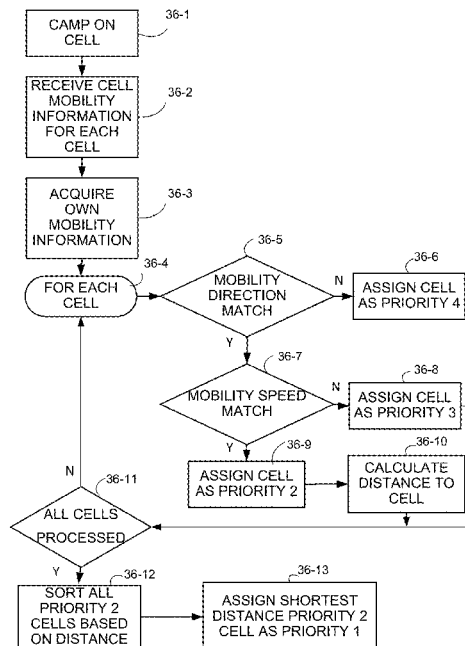 36-1
CAMP ON
CELL
36-2
RECEIVE CELL
MOBILITY
INFORMATION
FOR EACH
CELL
36-3
ACQUIRE
OWN
MOBILITY
INFORMATION
36-4
FOR EACH
CELL
36-5
MOBILITY
DIRECTION
MATCH
N
Y
36-6
ASSIGN CELL
AS PRIORITY 4
36-7
MOBILITY SPEED
MATCH
N
Y
36-8
ASSIGN CELL
AS PRIORITY 3
36-9
ASSIGN CELL
AS PRIORITY 2
36-10
CALCULATE
DISTANCE TO
CELL
36-11
ALL CELLS
PROCESSED
N
Y
36-12
SORT ALL
PRIORITY 2
CELLS BASED
ON DISTANCE
36-13
ASSIGN SHORTEST
DISTANCE PRIORITY 2
CELL AS PRIORITY 1